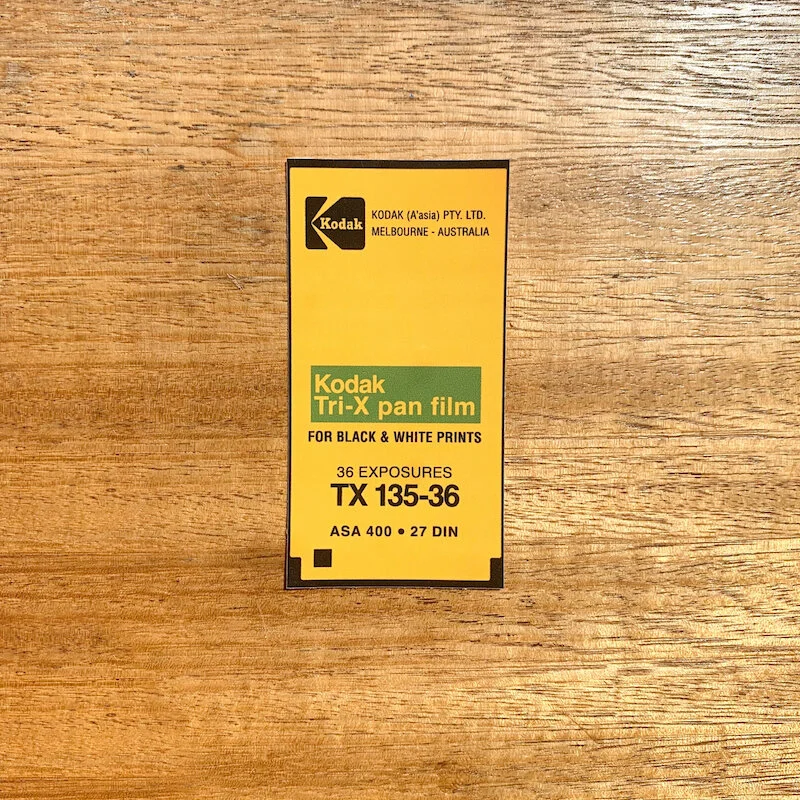 Kodak
KODAK (A'asia) PTY. LTD.
MELBOURNE - AUSTRALIA
Kodak
Tri-X pan film
FOR BLACK & WHITE PRINTS
36 EXPOSURES
TX 135-36
ASA 400 • 27 DIN